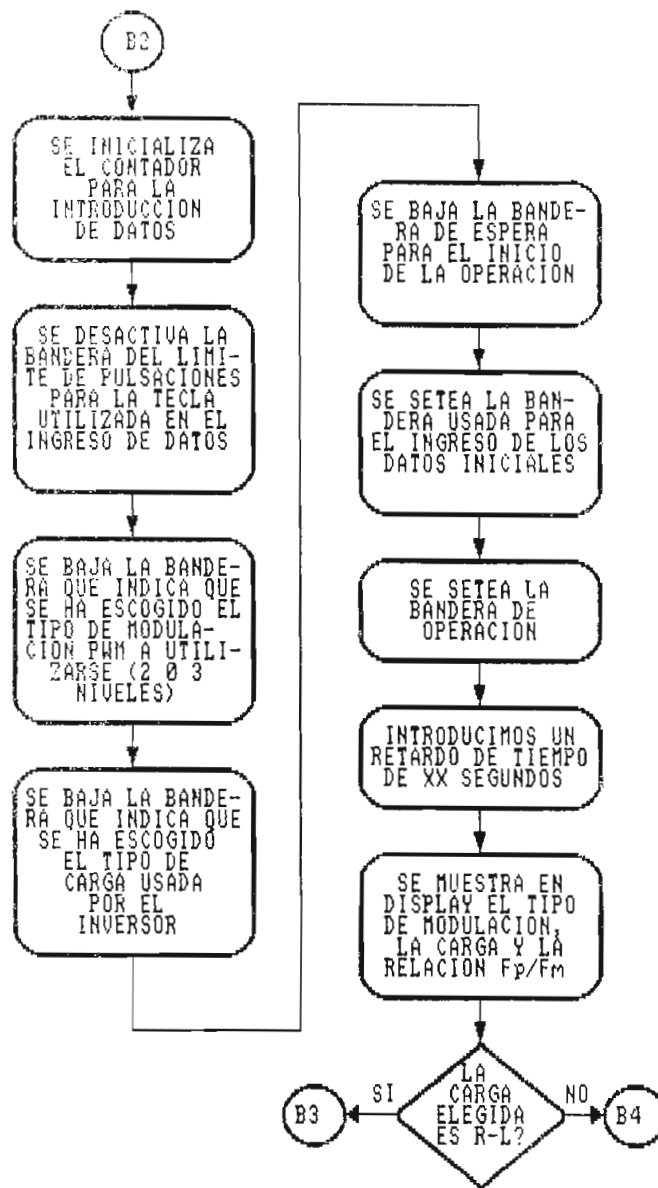 B2
SE INICIALIZA
EL CONTADOR
PARA LA
INTRODUCCION
DE DATOS
SE DESACTIVA LA
BANDERA DEL LIMI-
TE DE PULSACIONES
PARA LA TECLA
UTILIZADA EN EL
INGRESO DE DATOS
SE BAJA LA BANDE-
RA QUE INDICA QUE
SE HA ESCOGIDO EL
TIPO DE MODULA-
CION PWM A UTILI-
ZARSE (2 0 3
NIVELES)
SE BAJA LA BANDE-
RA QUE INDICA QUE
SE HA ESCOGIDO
EL TIPO DE
CARGA USADA
POR EL
INVERSOR
SE BAJA LA BANDE-
RA DE ESPERA
PARA EL INICIO
DE LA OPERACION
SE SETEA LA BAN-
DERA USADA PARA
EL INGRESO DE LOS
DATOS INICIALES
SE SETEA LA
BANDERA DE
OPERACION
INTRODUCIMOS UN
RETARDO DE TIEMPO
DE XX SEGUNDOS
SE MUESTRA EN
DISPLAY EL TIPO
DE MODULACION,
LA CARGA Y LA
RELACION Fp/Fm
LA
CARGA
ELEGIDA
ES R-L?
SI
NO
B3
B4